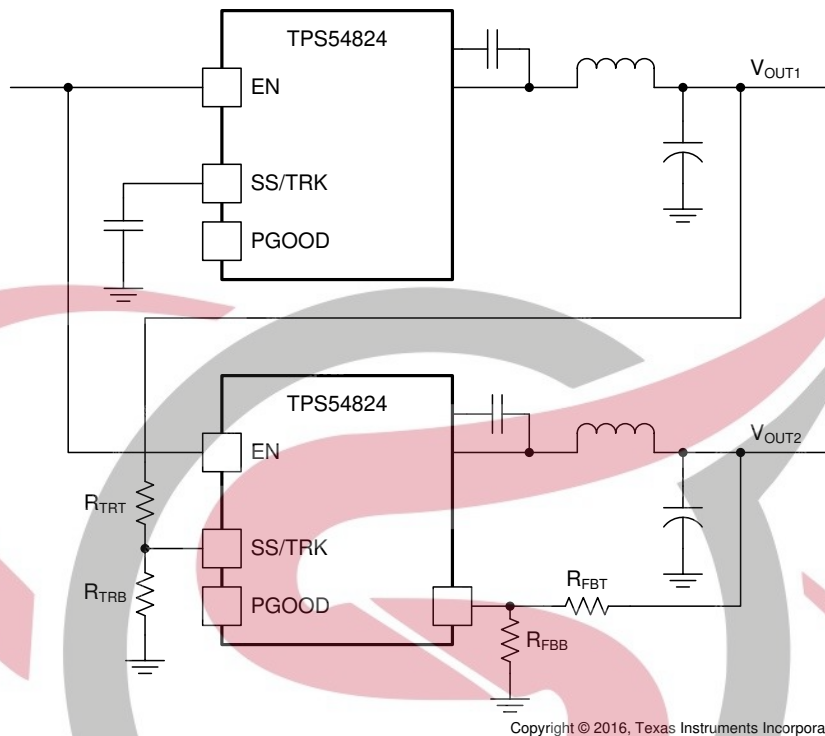 TPS54824
EN
SS/TRK
PGOOD
VOUT1
TPS54824
EN
SS/TRK
PGOOD
VOUT2
RTRT
RTRB
RFBT
RFBB
Copyright © 2016, Texas Instruments Incorpora